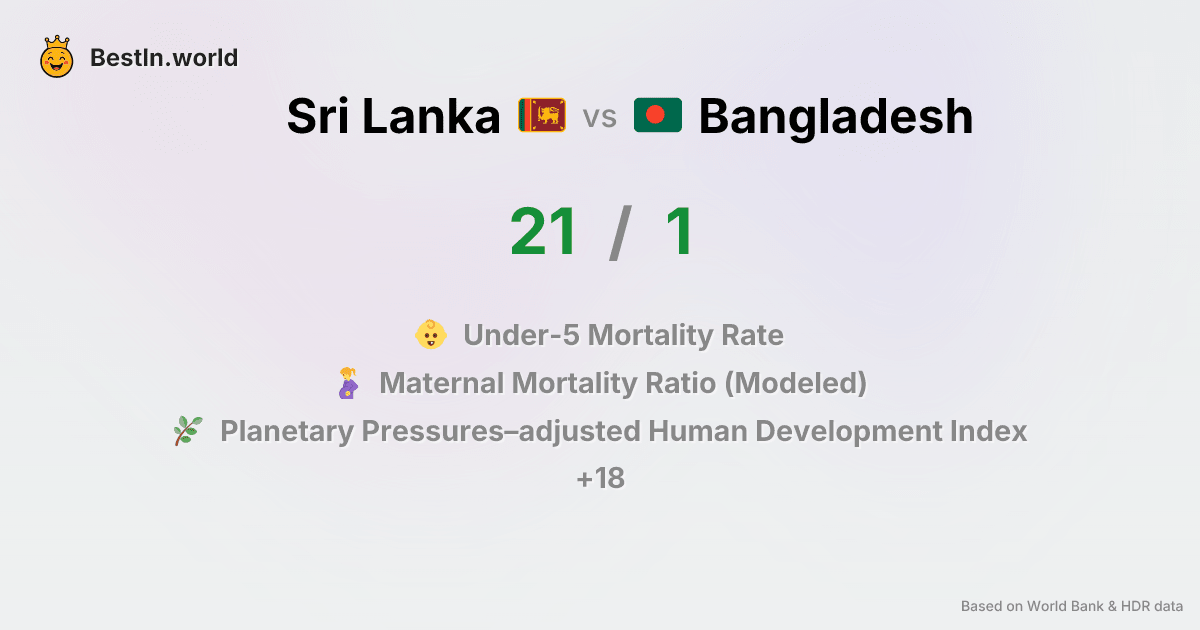 BestIn.world
Sri Lanka vs Bangladesh
21 / 1
Under-5 Mortality Rate
Maternal Mortality Ratio (Modeled)
Planetary Pressures–adjusted Human Development Index
+18
Based on World Bank & HDR data